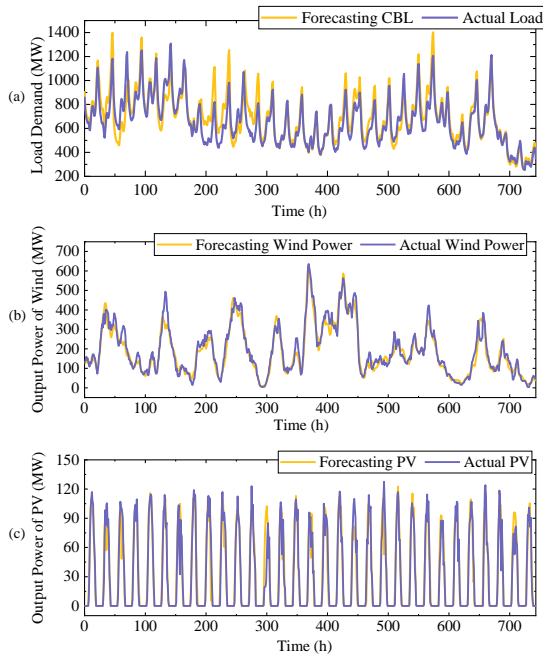 Forecasting CBL Actual Load
(a)
Load Demand (MW)
1400
1200
1000
800
600
400
200
0 100 200 300 400 500 600 700
Time (h)
Forecasting Wind Power Actual Wind Power
(b)
Output Power of Wind (MW)
700
600
500
400
300
200
100
0
0 100 200 300 400 500 600 700
Time (h)
Forecasting PV Actual PV
(c)
Output Power of PV (MW)
150
120
90
60
30
0
0 100 200 300 400 500 600 700
Time (h)